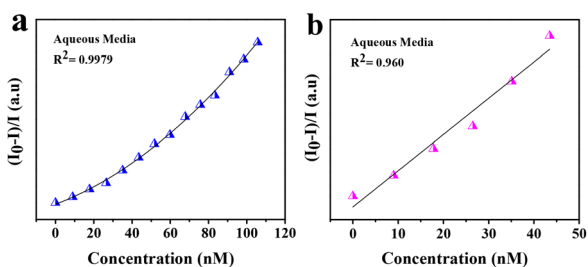 a
Aqueous Media
R²= 0.9979
(I₀-I)/I (a.u)
0 20 40 60 80 100 120
Concentration (nM)
b
Aqueous Media
R²= 0.960
(I₀-I)/I (a.u)
0 10 20 30 40 50
Concentration (nM)